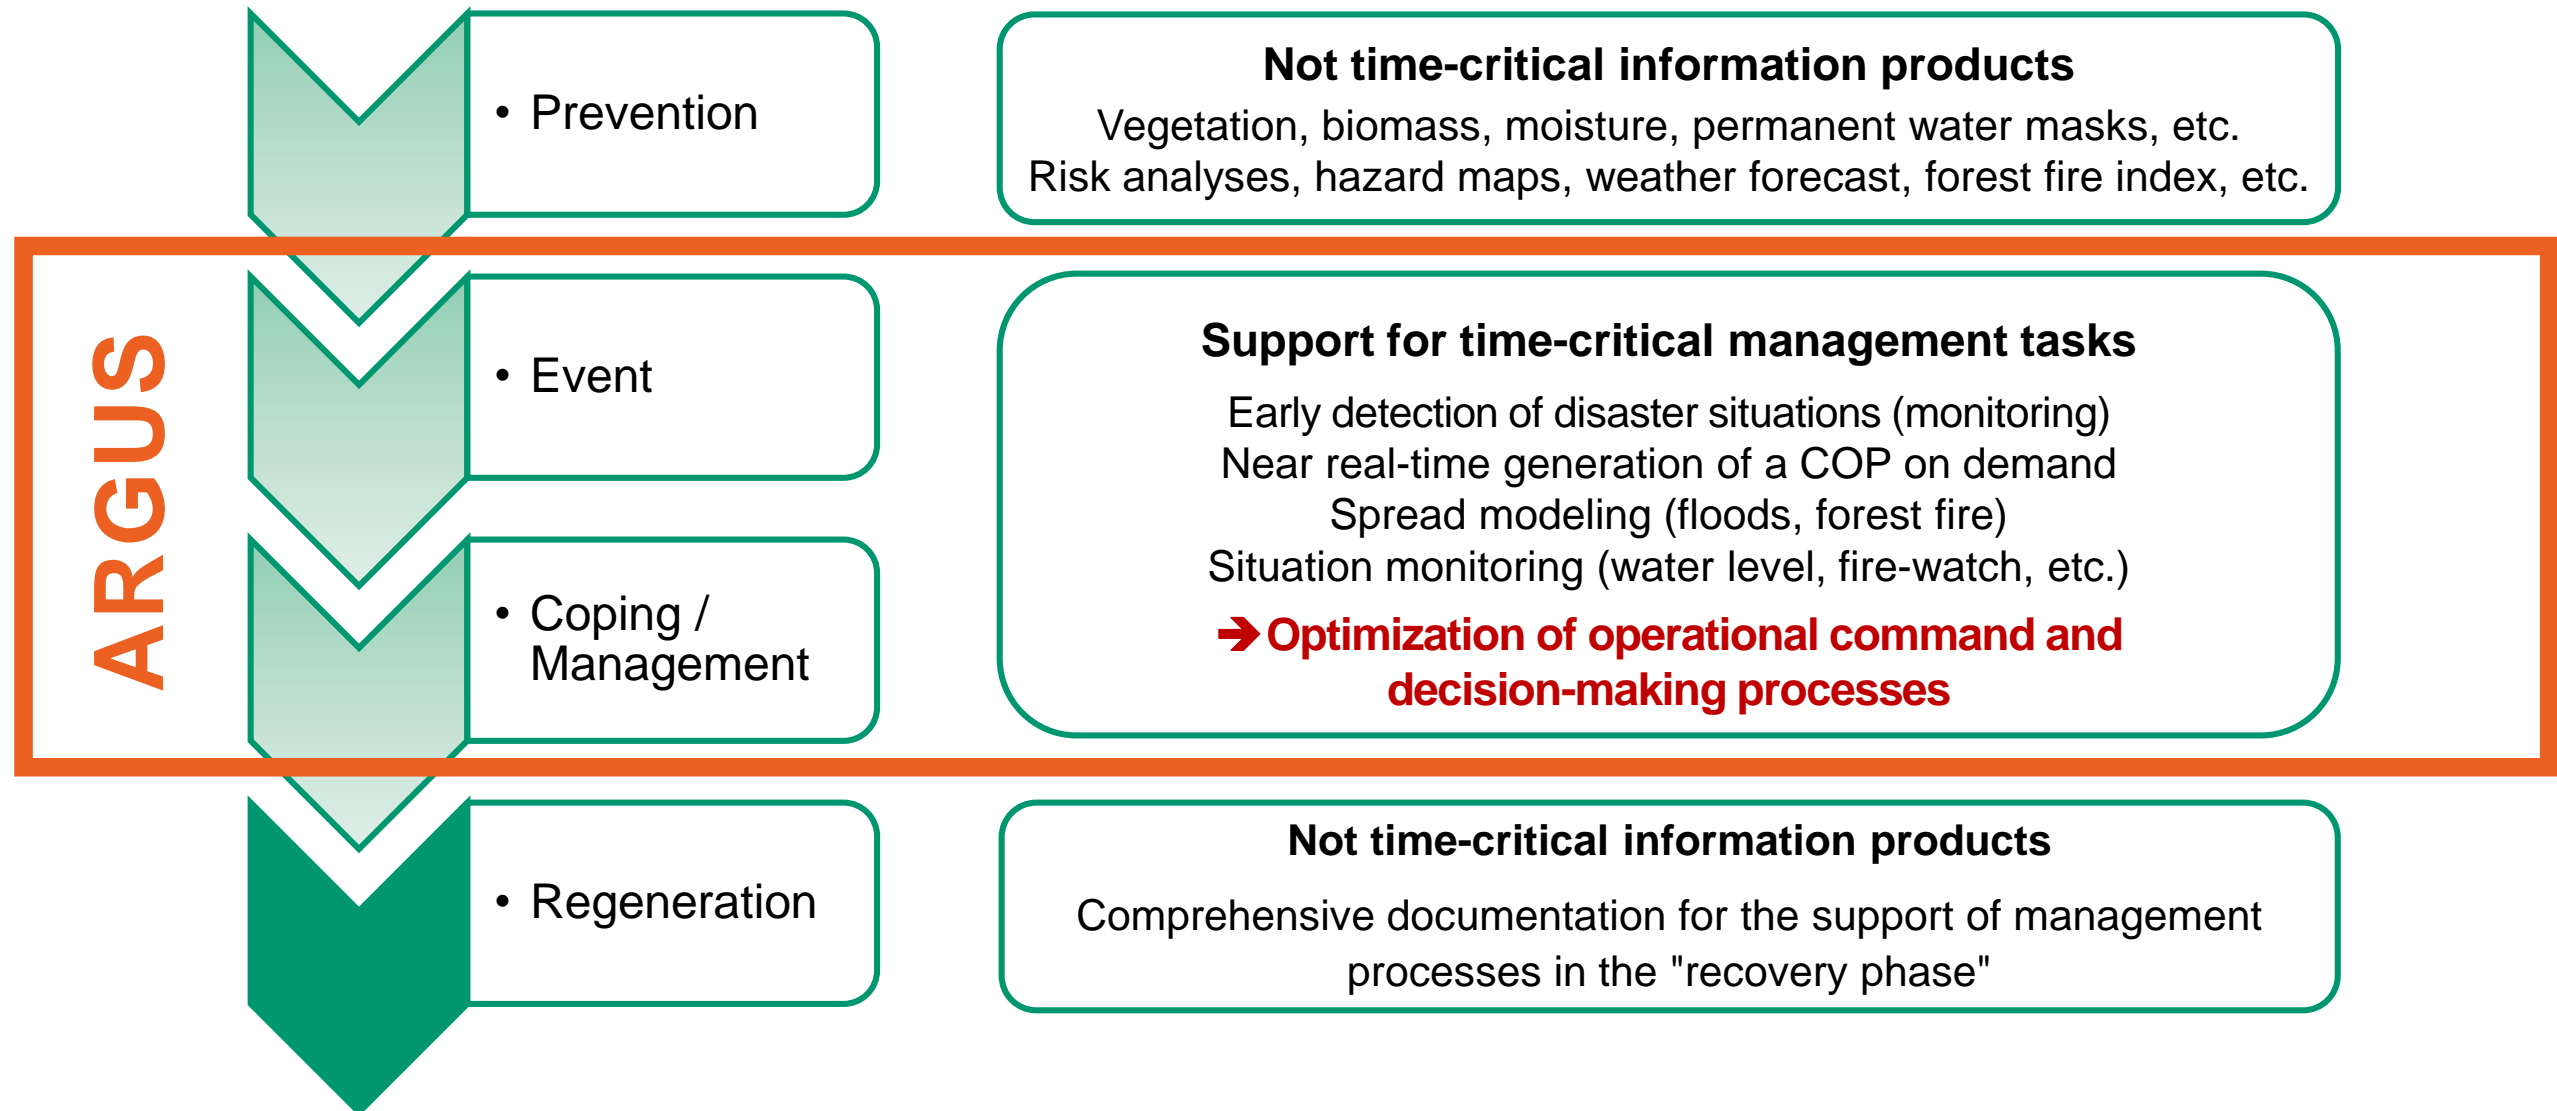 • Prevention
Not time-critical information products
Vegetation, biomass, moisture, permanent water masks, etc.
Risk analyses, hazard maps, weather forecast, forest fire index, etc.
ARGUS
• Event
• Coping /
Management
Support for time-critical management tasks
Early detection of disaster situations (monitoring)
Near real-time generation of a COP on demand
Spread modeling (floods, forest fire)
Situation monitoring (water level, fire-watch, etc.)
➔ Optimization of operational command and
decision-making processes
• Regeneration
Not time-critical information products
Comprehensive documentation for the support of management
processes in the "recovery phase"